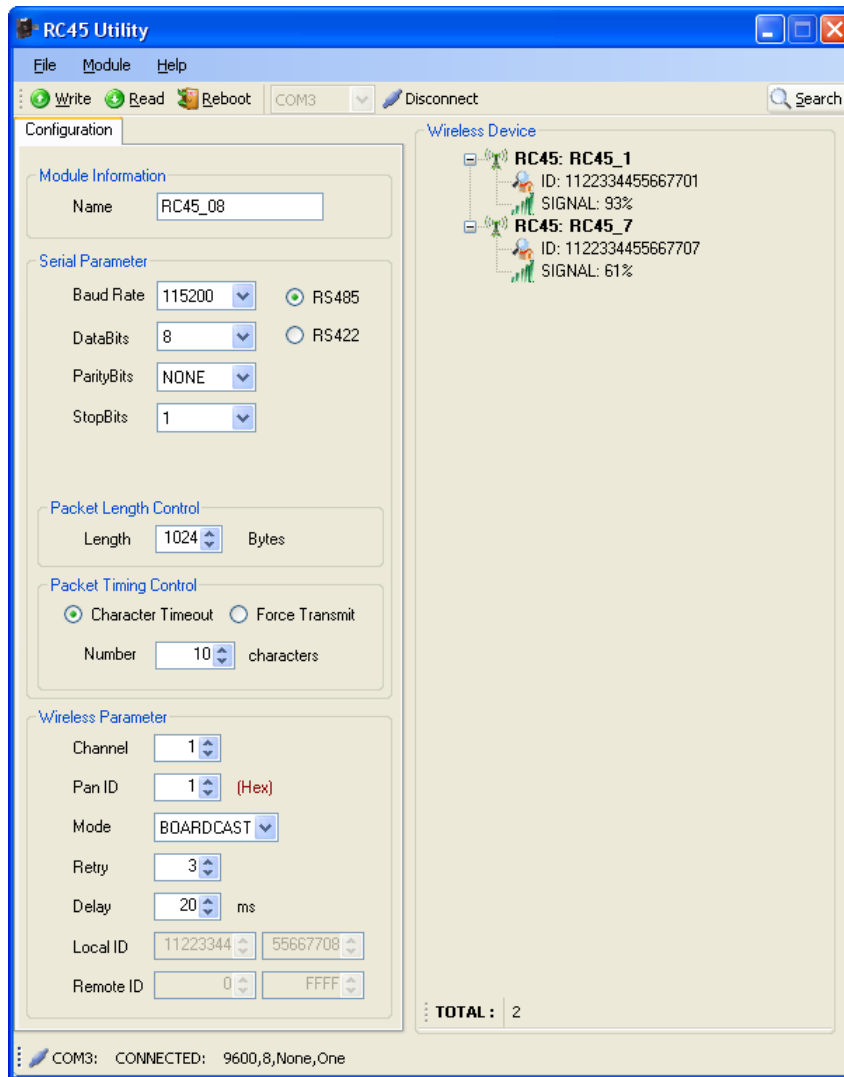 RC45 Utility
File Module Help
Write Read Reboot COM3 Disconnect Search
Configuration
Module Information
Name RC45_08
Serial Parameter
Baud Rate 115200 RS485
DataBits 8 RS422
ParityBits NONE
StopBits 1
Packet Length Control
Length 1024 Bytes
Packet Timing Control
Character Timeout Force Transmit
Number 10 characters
Wireless Parameter
Channel 1
Pan ID 1 (Hex)
Mode BOARDCAST
Retry 3
Delay 20 ms
Local ID 11223344 55667708
Remote ID 0 FFFF
Wireless Device
RC45: RC45_1
ID: 1122334455667701
SIGNAL: 93%
RC45: RC45_7
ID: 1122334455667707
SIGNAL: 61%
TOTAL: 2
COM3: CONNECTED: 9600,8,None,One